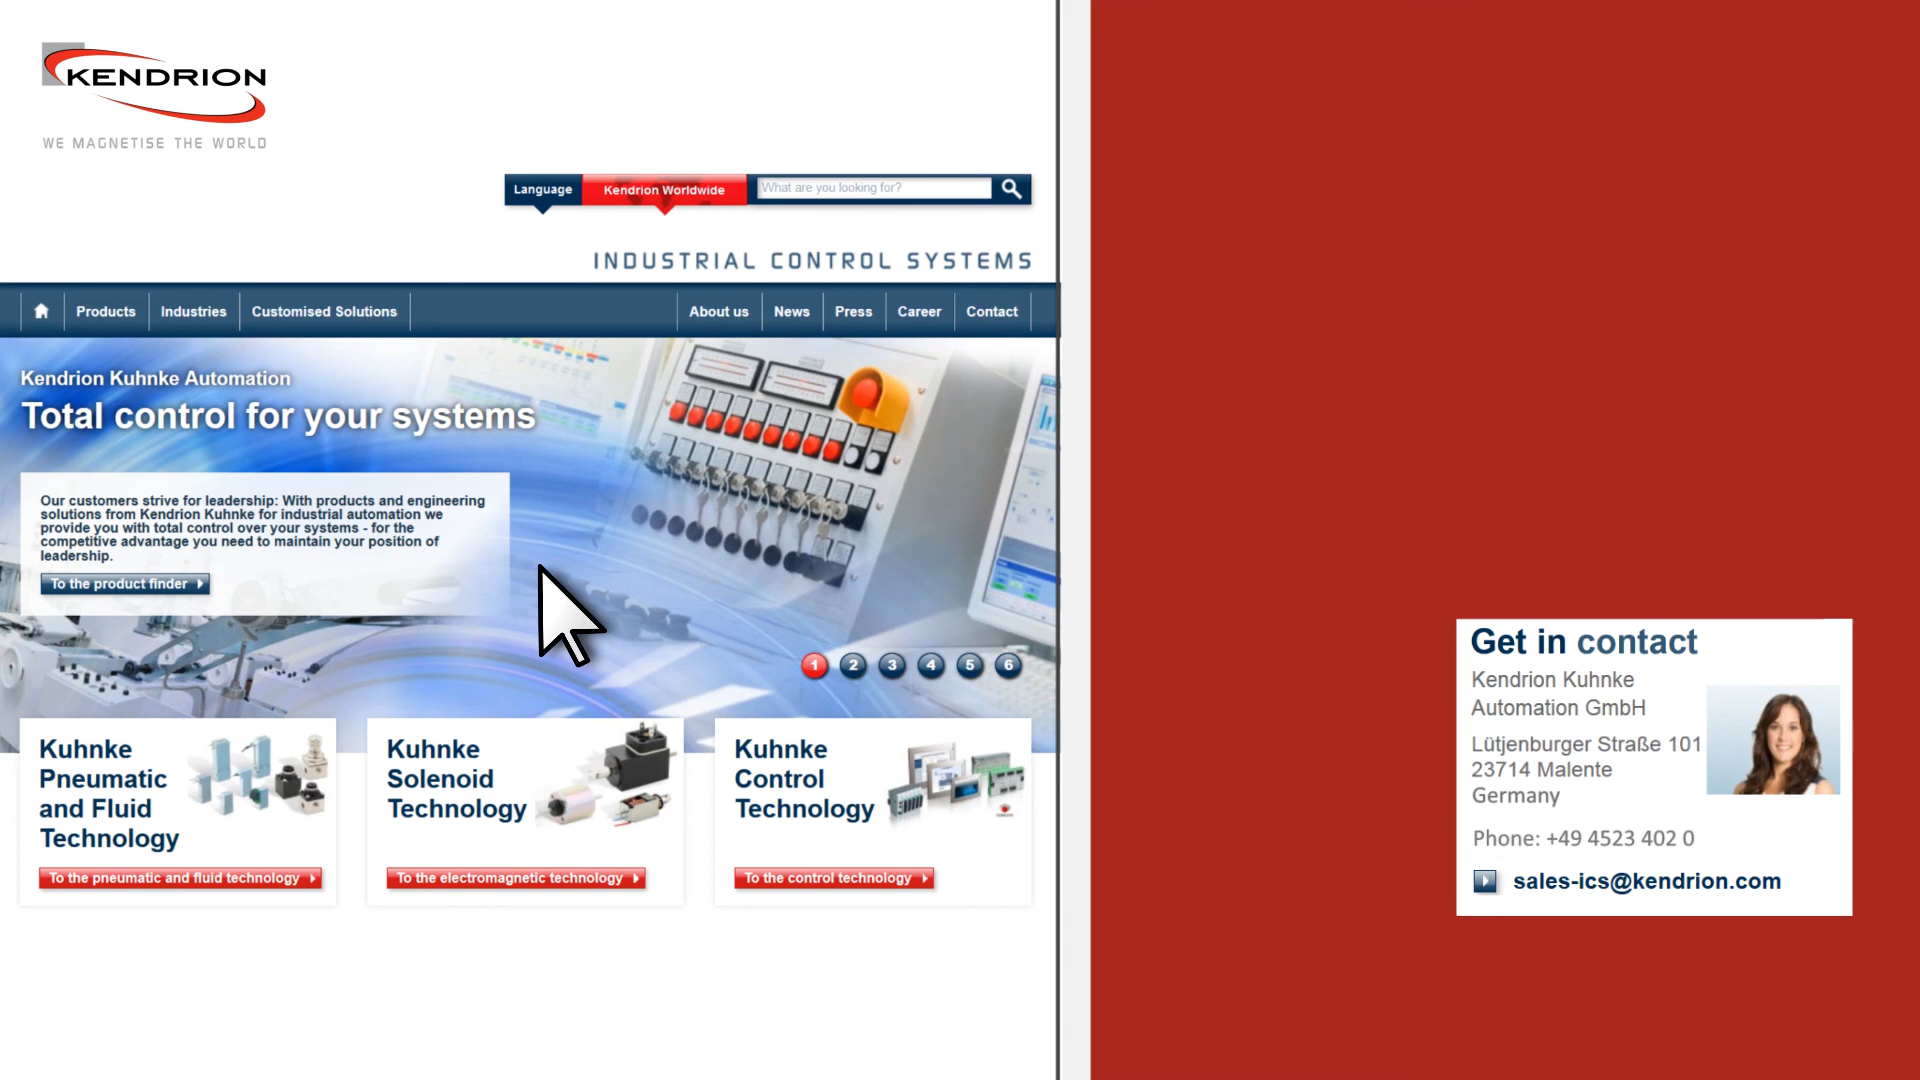 KENDRION
WE MAGNETISE THE WORLD
Language
Kendrion Worldwide
What are you looking for?
INDUSTRIAL CONTROL SYSTEMS
Products
Industries
Customised Solutions
About us
News
Press
Career
Contact
Kendrion Kuhnke Automation
Total control for your systems
Our customers strive for leadership: With products and engineering
solutions from Kendrion Kuhnke for industrial automation we
provide you with total control over your systems - for the
competitive advantage you need to maintain your position of
leadership.
To the product finder
1 2 3 4 5 6
Kuhnke
Pneumatic
and Fluid
Technology
To the pneumatic and fluid technology
Kuhnke
Solenoid
Technology
To the electromagnetic technology
Kuhnke
Control
Technology
To the control technology
Get in contact
Kendrion Kuhnke
Automation GmbH
Lütjenburger Straße 101
23714 Malente
Germany
Phone: +49 4523 402 0
sales-ics@kendrion.com